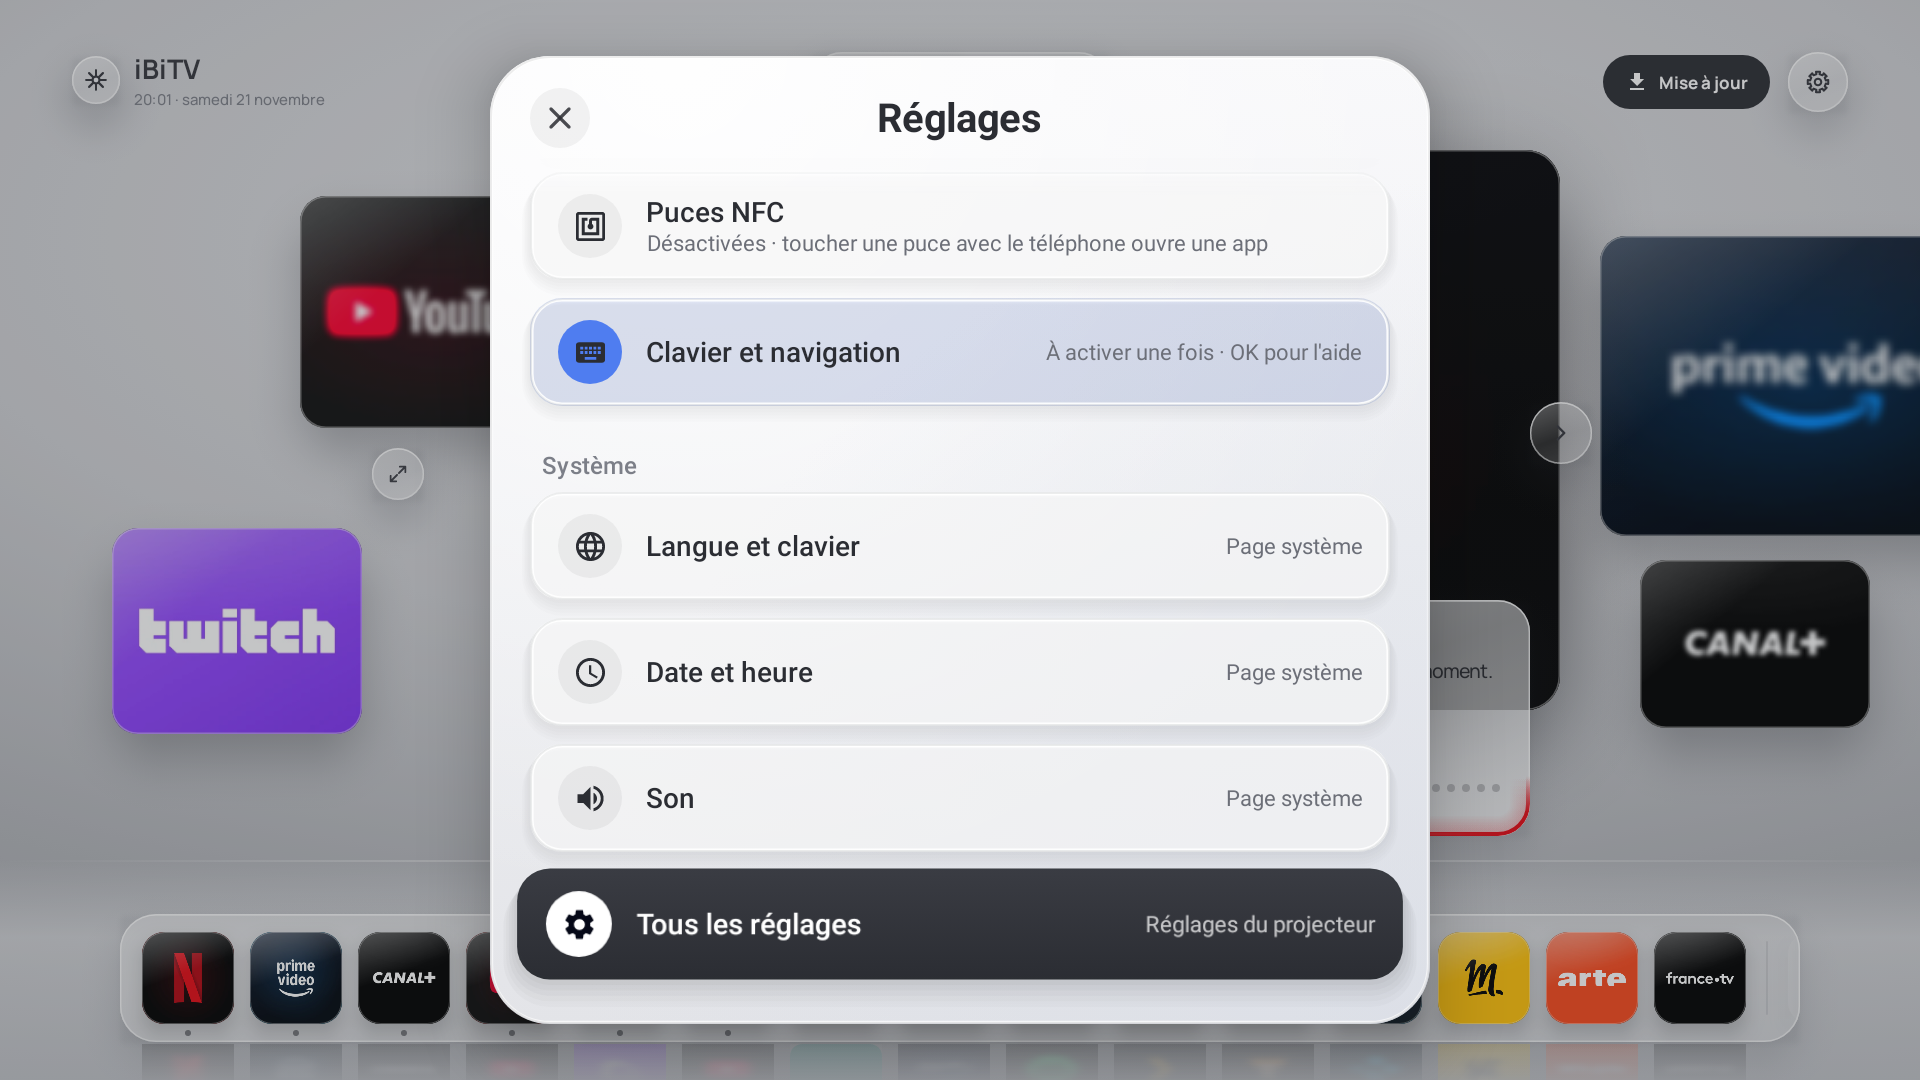 iBiTV
20:01 · samedi 21 novembre
Mise à jour
Réglages
Puces NFC
Désactivées · toucher une puce avec le téléphone ouvre une app
Clavier et navigation
À activer une fois · OK pour l'aide
Système
Langue et clavier
Page système
Date et heure
Page système
Son
Page système
Tous les réglages
Réglages du projecteur
prime video
twitch
CANAL+
N
prime video
CANAL+
M
arte
france•tv